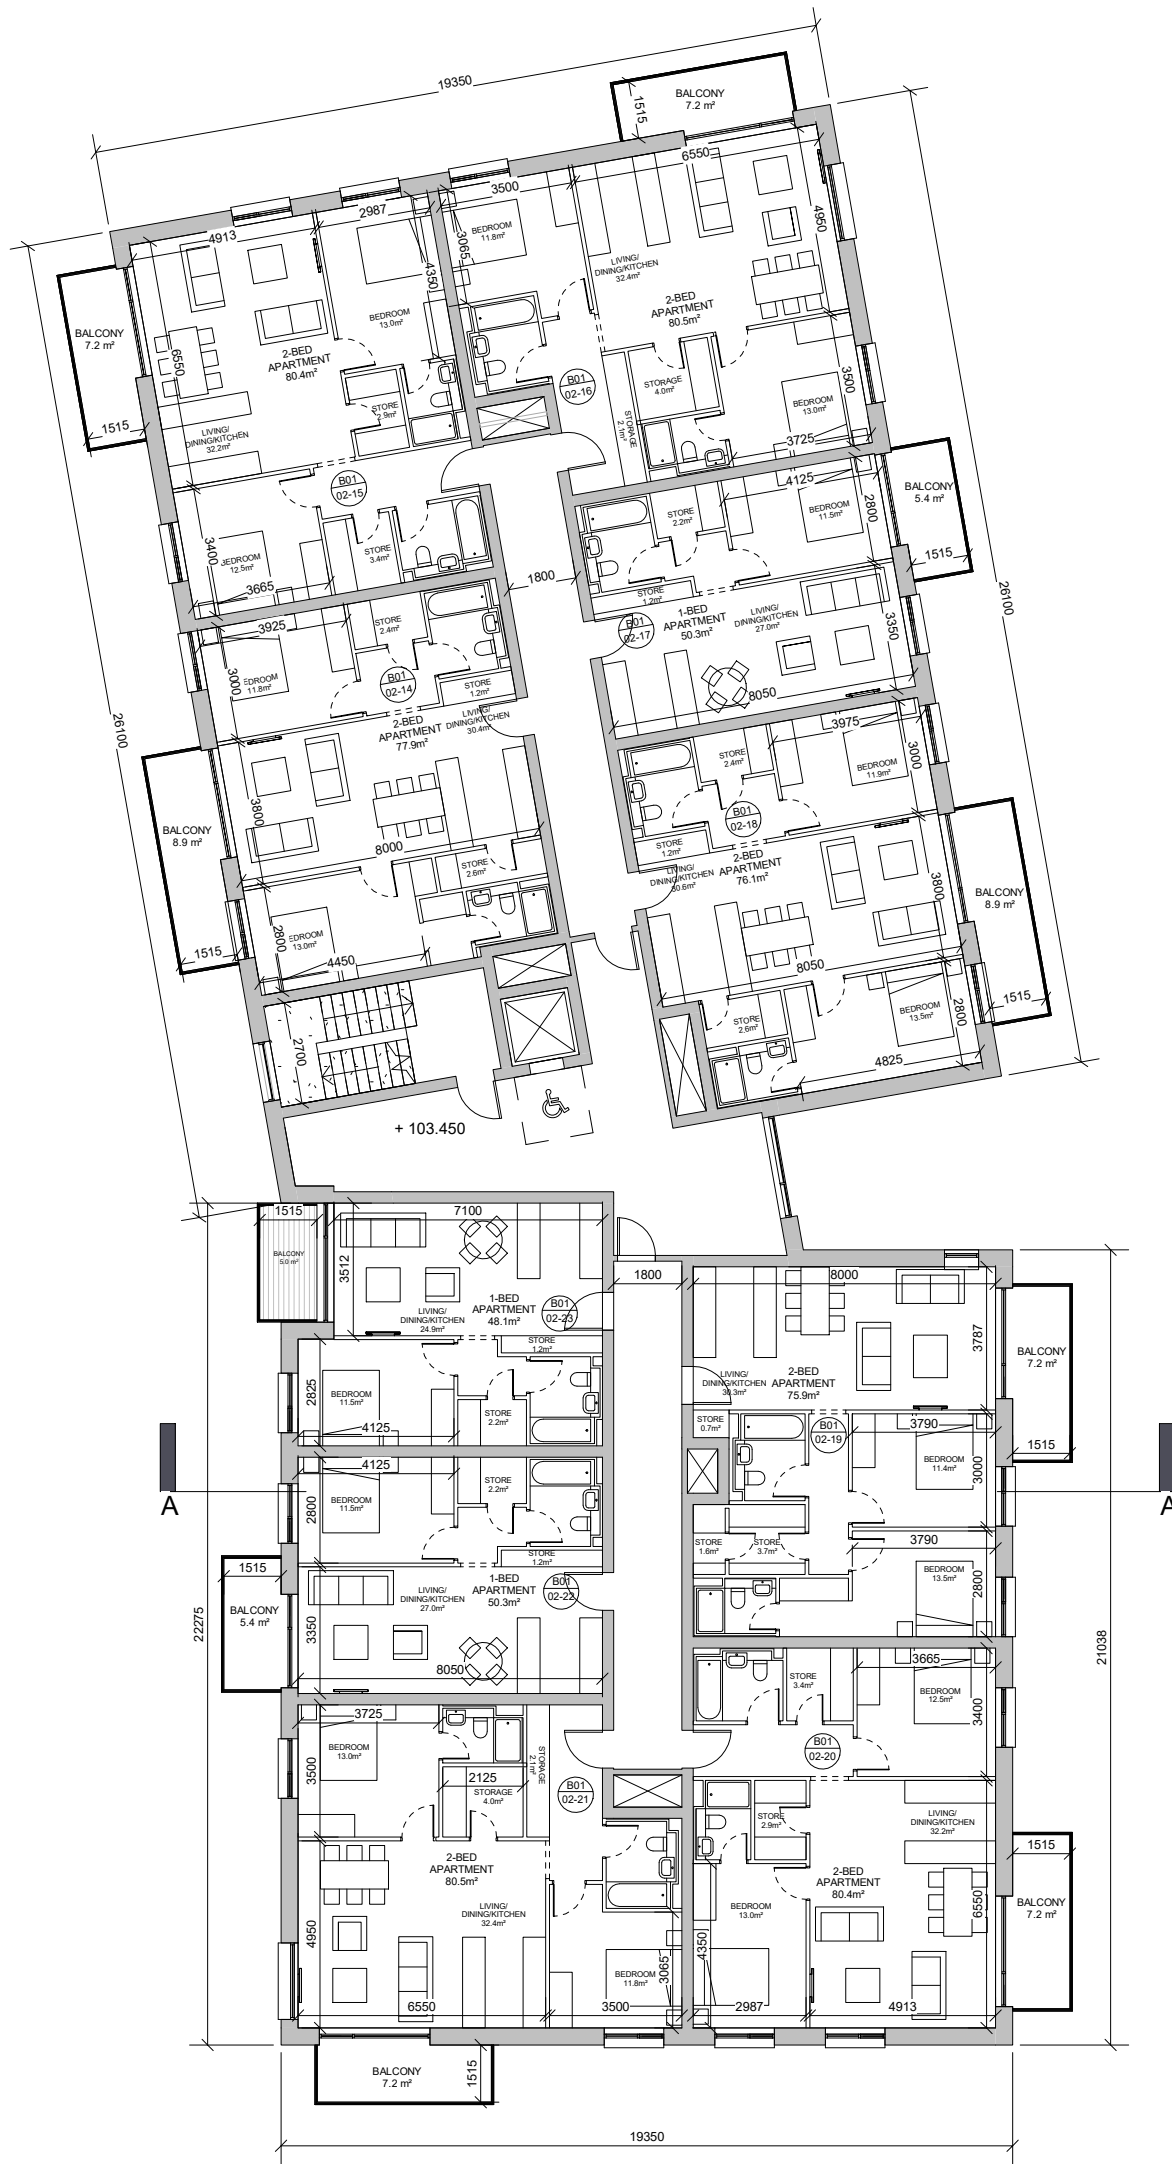 19350
BALCONY
7.2 m²
1515
6550
3500
2987
4913
3065
BEDROOM
11.8m²
4950
LIVING/
DINING/KITCHEN
32.4m²
2-BED
APARTMENT
80.5m²
4350
BEDROOM
13.0m²
BALCONY
7.2 m²
6550
2-BED
APARTMENT
80.4m²
STORE
2.9m²
B01
02-16
STORAGE
4.0m²
STORAGE
2.1m²
3500
BEDROOM
13.0m²
3725
1515
LIVING/
DINING/KITCHEN
32.2m²
B01
02-15
4125
BEDROOM
11.5m²
2800
BALCONY
5.4 m²
STORE
2.2m²
1515
3400
BEDROOM
12.5m²
3665
STORE
3.4m²
1800
STORE
1.2m²
26100
3925
STORE
2.4m²
B01
02-17
1-BED
APARTMENT
50.3m²
LIVING/
DINING/KITCHEN
27.0m²
3350
3000
EDROOM
11.8m²
B01
02-14
STORE
1.2m²
8050
26100
2-BED
APARTMENT
77.9m²
LIVING/
DINING/KITCHEN
30.4m²
3975
STORE
2.4m²
BEDROOM
11.9m²
3000
BALCONY
8.9 m²
3800
8000
B01
02-18
STORE
1.2m²
2-BED
APARTMENT
76.1m²
LIVING/
DINING/KITCHEN
30.6m²
STORE
2.6m²
3800
BALCONY
8.9 m²
1515
2800
EDROOM
13.0m²
4450
8050
1515
STORE
2.6m²
BEDROOM
13.5m²
2800
4825
2700
+ 103.450
1515
7100
BALCONY
5.0 m²
3512
1800
8000
1-BED
APARTMENT
48.1m²
B01
02-23
LIVING/
DINING/KITCHEN
24.9m²
STORE
1.2m²
3787
BALCONY
7.2 m²
2-BED
APARTMENT
75.9m²
LIVING/
DINING/KITCHEN
30.3m²
2825
BEDROOM
11.5m²
STORE
2.2m²
4125
STORE
0.7m²
B01
02-19
3790
BEDROOM
11.4m²
3000
1515
4125
STORE
2.2m²
BEDROOM
11.5m²
2800
A
A
STORE
1.6m²
STORE
3.7m²
3790
STORE
1.2m²
1515
BALCONY
5.4 m²
1-BED
APARTMENT
50.3m²
B01
02-22
LIVING/
DINING/KITCHEN
27.0m²
3350
BEDROOM
13.5m²
2800
22275
21038
8050
3665
STORE
3.4m²
BEDROOM
12.5m²
3400
3725
BEDROOM
13.0m²
3500
2125
STORAGE
4.0m²
STORAGE
2.1m²
B01
02-20
B01
02-21
STORE
2.9m²
LIVING/
DINING/KITCHEN
32.2m²
1515
2-BED
APARTMENT
80.5m²
2-BED
APARTMENT
80.4m²
BALCONY
7.2 m²
LIVING/
DINING/KITCHEN
32.4m²
BEDROOM
13.0m²
6550
4950
4350
BEDROOM
11.8m²
3065
6550
3500
2987
4913
BALCONY
7.2 m²
1515
19350